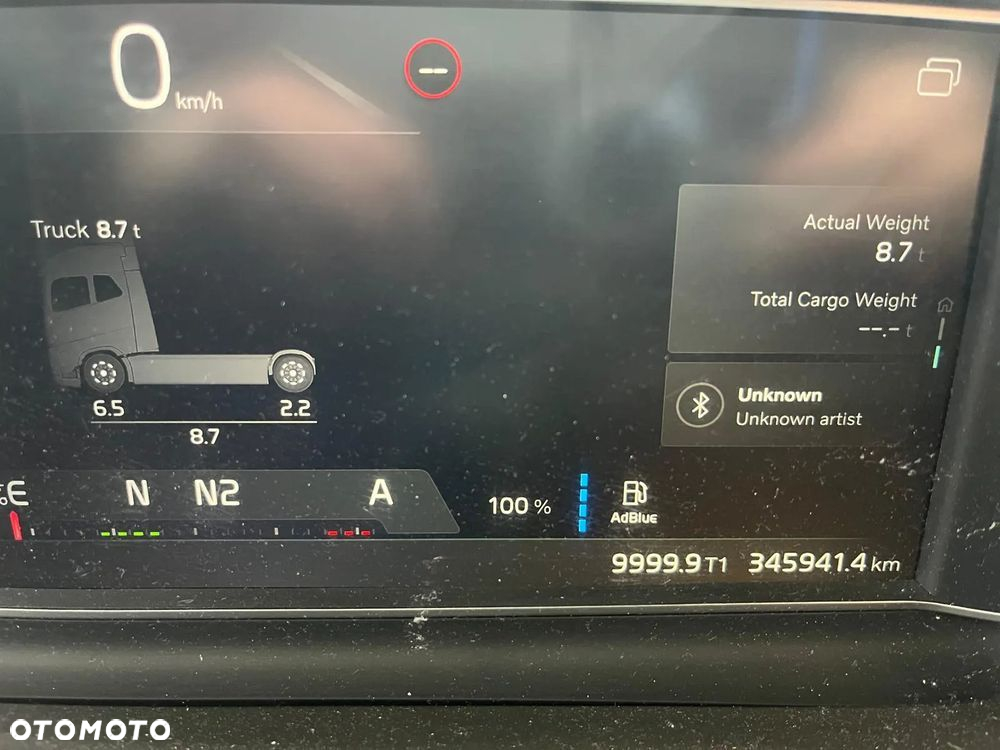 0 km/h
--
Truck 8.7 t
Actual Weight
8.7 t
Total Cargo Weight
--.- t
6.5 2.2
8.7
Unknown
Unknown artist
E N N2 A
100 %
AdBlue
9999.9 T1 345941.4 km
OTOMOTO